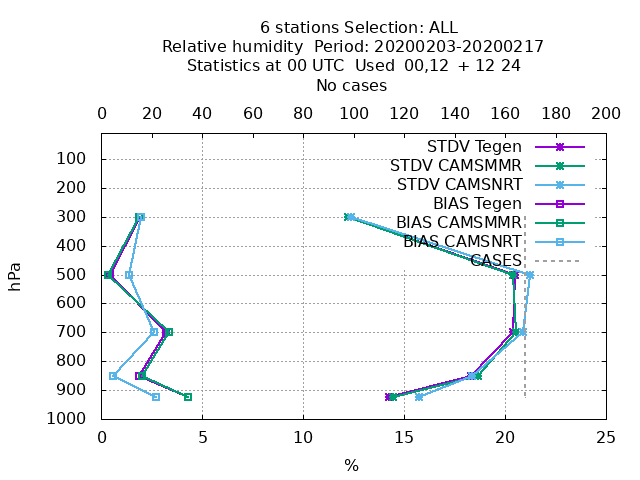 6 stations Selection: ALL
Relative humidity  Period: 20200203-20200217
Statistics at 00 UTC  Used  00,12  + 12 24
No cases
0 20 40 60 80 100 120 140 160 180 200
STDV Tegen
STDV CAMSMMR
STDV CAMSNRT
BIAS Tegen
BIAS CAMSMMR
BIAS CAMSNRT
CASES
hPa
100
200
300
400
500
600
700
800
900
1000
0 5 10 15 20 25
%